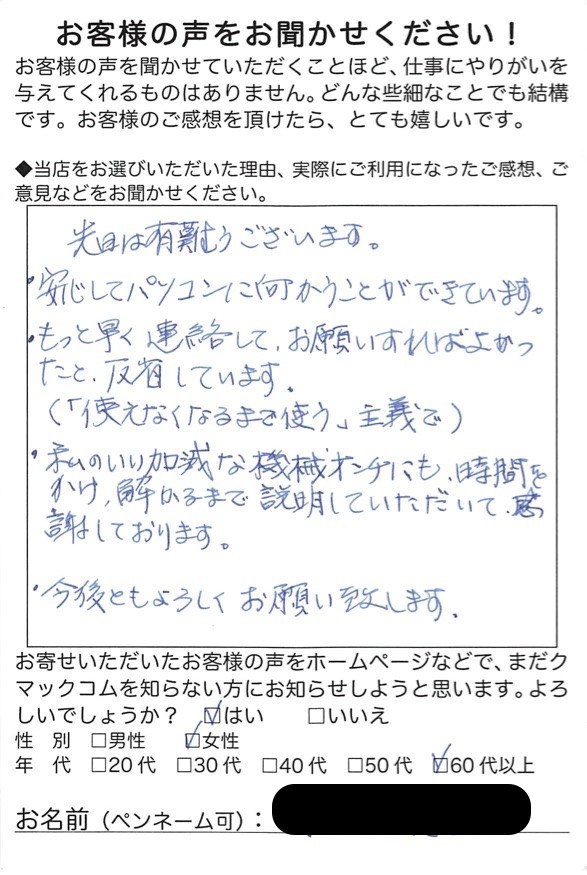 お客様の声をお聞かせください！
お客様の声を聞かせていただくことほど、仕事にやりがいを
与えてくれるものはありません。どんな些細なことでも結構
です。お客様のご感想を頂けたら、とても嬉しいです。
◆当店をお選びいただいた理由、実際にご利用になったご感想、ご
意見などをお聞かせください。
先日は有難うございます。
・安心してパソコンに向かうことができています。
・もっと早く連絡して、お願いすればよかっ
たと、反省しています。
（「使えなくなるまで使う」主義で）
・私のいい加減な機械オンチにも、時間を
かけ、解かるまで説明していただいて、感
謝しております。
・今後ともよろしくお願い致します。
お寄せいただいたお客様の声をホームページなどで、まだク
マックコムを知らない方にお知らせしようと思います。よろ
しいでしょうか？ ☑はい □いいえ
性 別 □男性 ☑女性
年 代 □20代 □30代 □40代 □50代 ☑60代以上
お名前（ペンネーム可）：